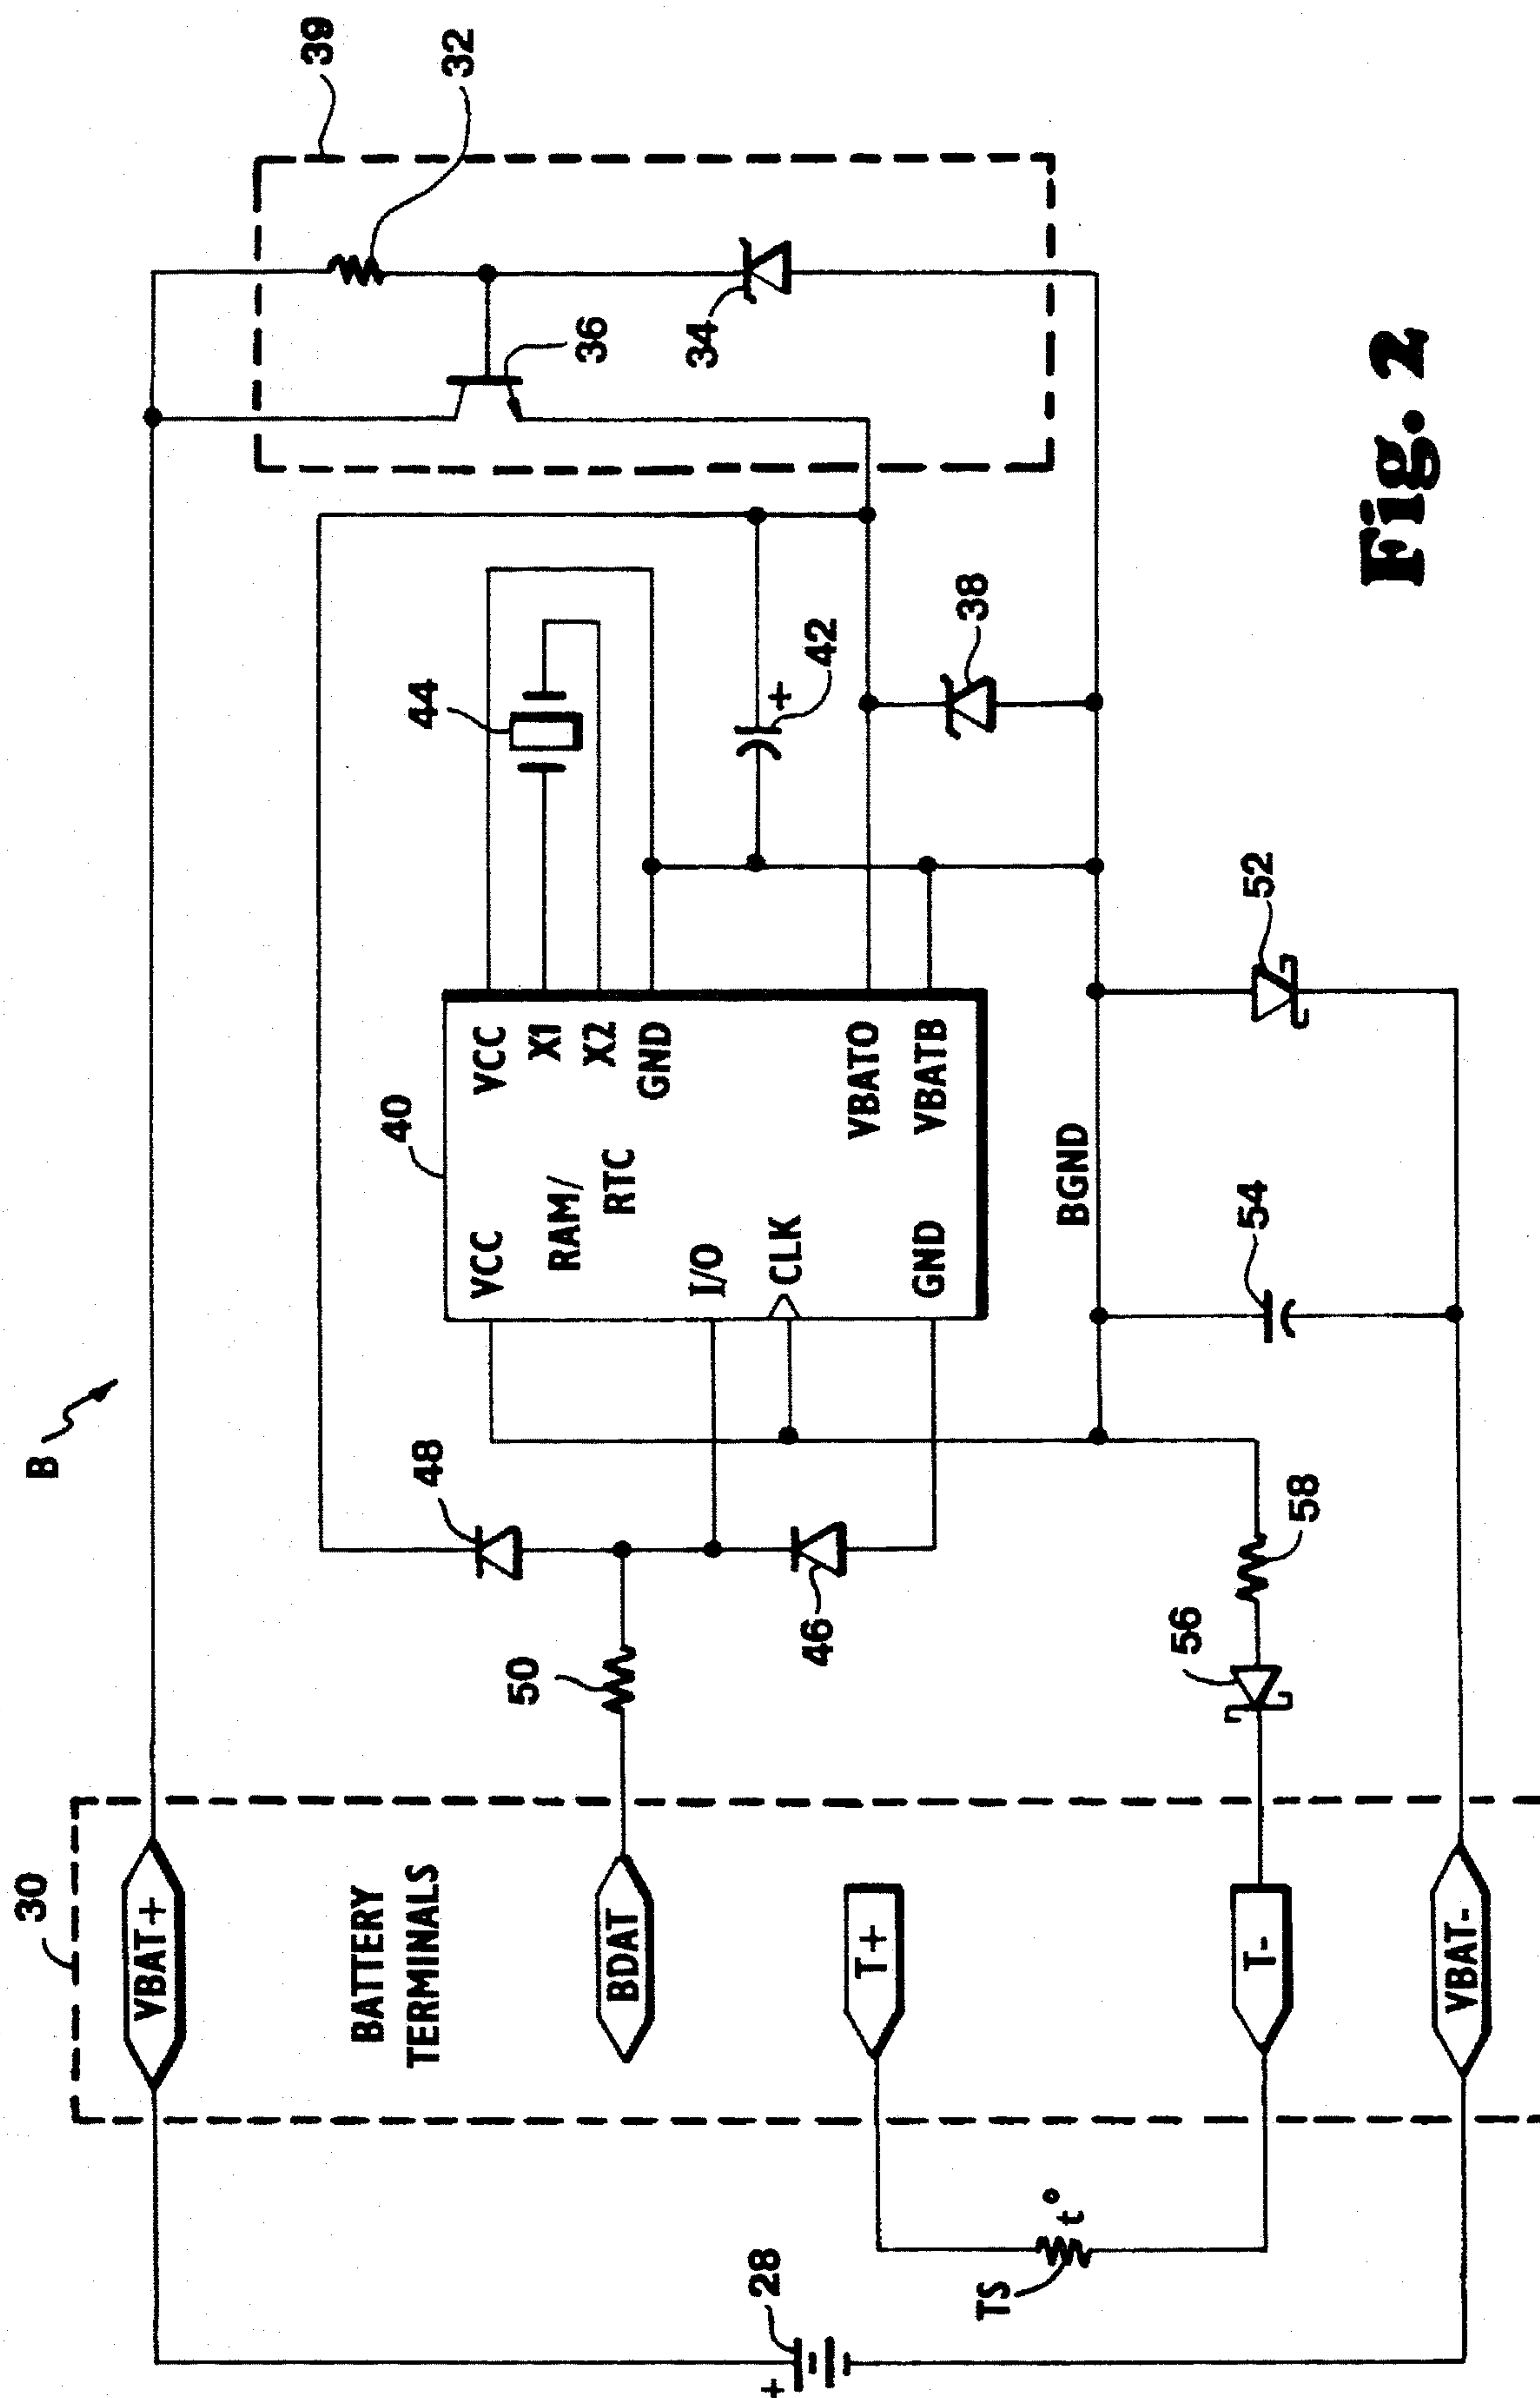 B
39
32
36
34
44
42
38
40
VCC
X1
X2
GND
VBATO
VBATB
VCC
RAM/
RTC
I/O
CLK
GND
BGND
52
54
48
50
46
56
58
30
VBAT+
BATTERY
TERMINALS
BDAT
T+
T-
VBAT-
28
+
+
TS
t°
Fig. 2